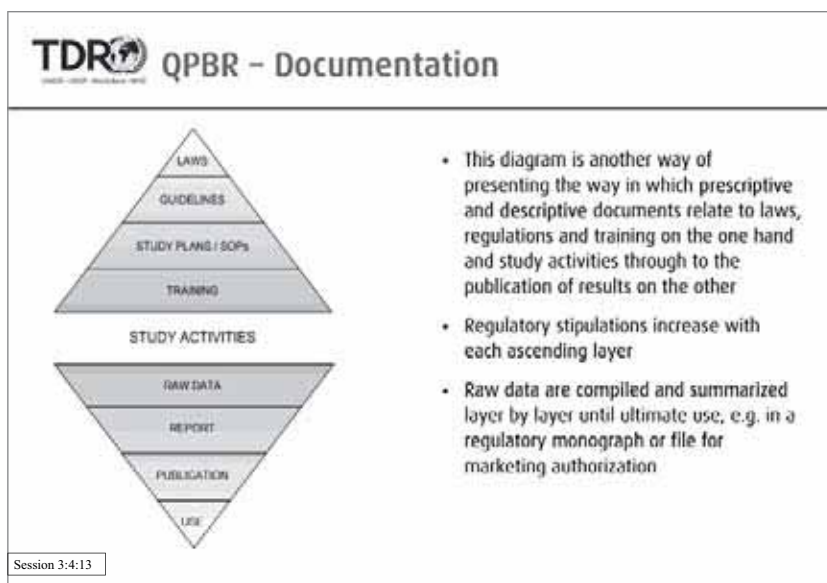 TDR
QPBR – Documentation
LAWS
GUIDELINES
STUDY PLANS / SOPs
TRAINING
STUDY ACTIVITIES
RAW DATA
REPORT
PUBLICATION
USE
• This diagram is another way of
presenting the way in which prescriptive
and descriptive documents relate to laws,
regulations and training on the one hand
and study activities through to the
publication of results on the other
• Regulatory stipulations increase with
each ascending layer
• Raw data are compiled and summarized
layer by layer until ultimate use, e.g. in a
regulatory monograph or file for
marketing authorization
Session 3:4:13